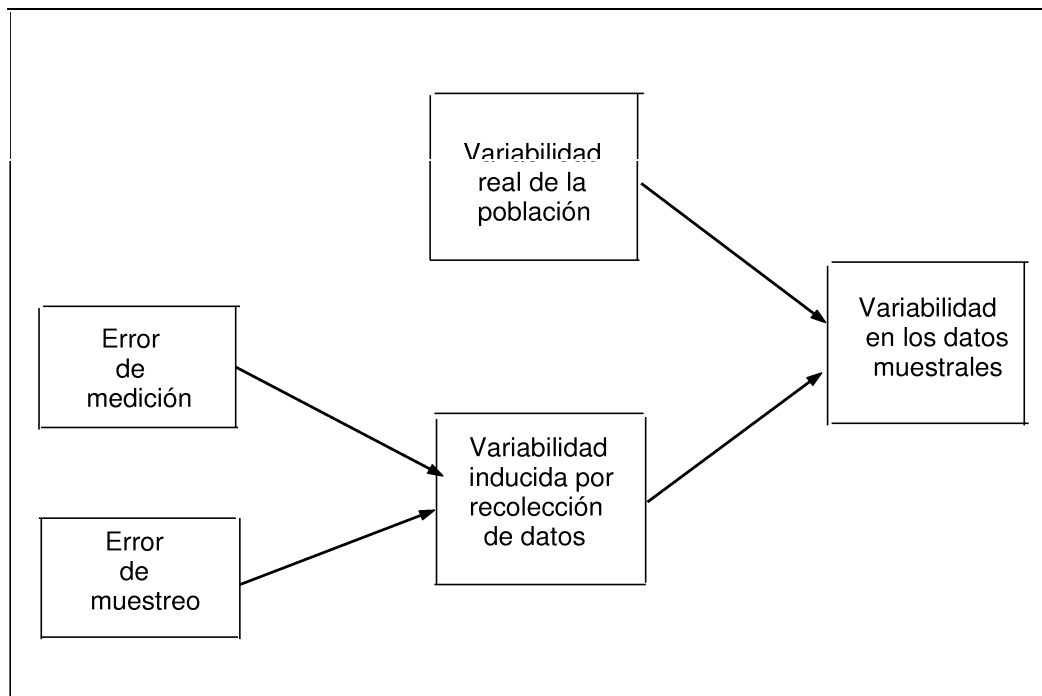 Variabilidad
real de la
población
Variabilidad
en los datos
muestrales
Error
de
medición
Variabilidad
inducida por
recolección
de datos
Error
de
muestreo